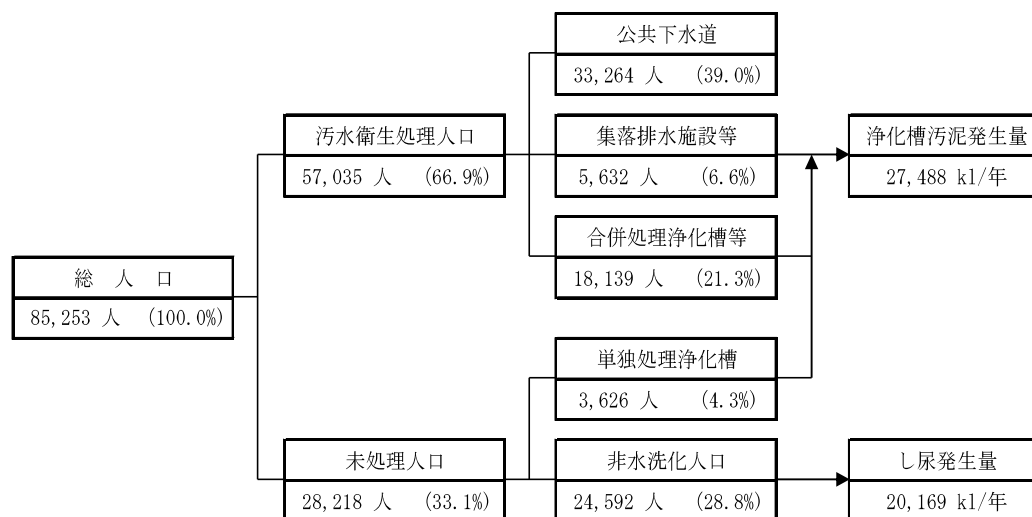 公共下水道
33,264 人 (39.0%)
汚水衛生処理人口
57,035 人 (66.9%)
集落排水施設等
5,632 人 (6.6%)
浄化槽汚泥発生量
27,488 kl/年
合併処理浄化槽等
18,139 人 (21.3%)
総 人 口
85,253 人 (100.0%)
単独処理浄化槽
3,626 人 (4.3%)
未処理人口
28,218 人 (33.1%)
非水洗化人口
24,592 人 (28.8%)
し尿発生量
20,169 kl/年